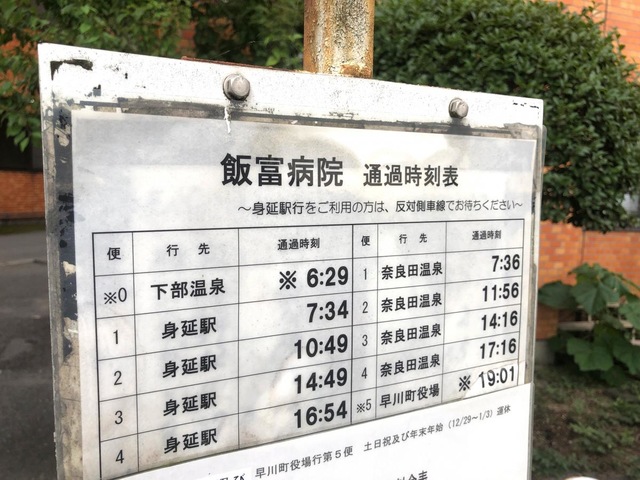 飯富病院 通過時刻表
～身延駅行をご利用の方は、反対側車線でお待ちください～
便 行先 通過時刻 便 行先 通過時刻
※0 下部温泉 ※ 6:29 1 奈良田温泉 7:36
1 身延駅 7:34 2 奈良田温泉 11:56
2 身延駅 10:49 3 奈良田温泉 14:16
3 身延駅 14:49 4 奈良田温泉 17:16
4 身延駅 16:54 ※5 早川町役場 ※ 19:01
早川町役場行第5便 土日祝及び年末年始（12/29～1/3）運休